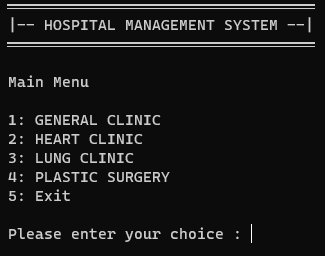 |-- HOSPITAL MANAGEMENT SYSTEM --|
Main Menu
1: GENERAL CLINIC
2: HEART CLINIC
3: LUNG CLINIC
4: PLASTIC SURGERY
5: Exit
Please enter your choice :